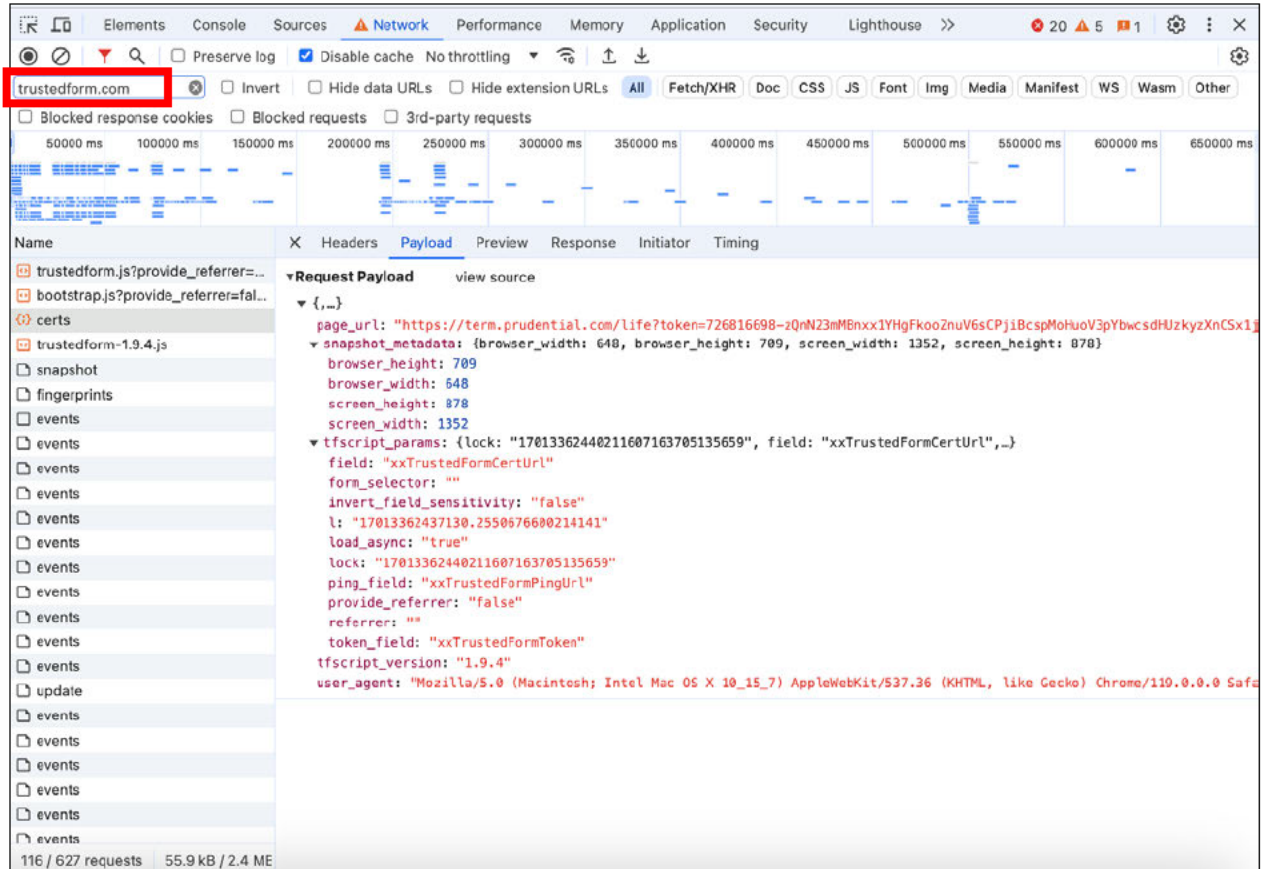 Elements Console Sources Network Performance Memory Application Security Lighthouse 20 5 1
Preserve log Disable cache No throttling
trustedform.com Invert Hide data URLs Hide extension URLs All Fetch/XHR Doc CSS JS Font Img Media Manifest WS Wasm Other
Blocked response cookies Blocked requests 3rd-party requests
50000 ms 100000 ms 150000 ms 200000 ms 250000 ms 300000 ms 350000 ms 400000 ms 450000 ms 500000 ms 550000 ms 600000 ms 650000 ms
Name
trustedform.js?provide_referrer=...
bootstrap.js?provide_referrer=fal...
certs
trustedform-1.9.4.js
snapshot
fingerprints
events
events
events
events
events
events
events
events
events
events
events
update
events
events
events
events
events
events
116 / 627 requests 55.9 kB / 2.4 ME
Headers Payload Preview Response Initiator Timing
Request Payload view source
{,…}
page_url: "https://term.prudential.com/life?
snapshot_metadata: {browser_width: 648, browser_height: 709, screen_width: 1352, screen_height: 878}
browser_height: 709
browser_width: 648
screen_height: 878
screen_width: 1352
tfscript_params: {lock: "17013362440211607163705135659", field: "xxTrustedFormCertUrl",…}
field: "xxTrustedFormCertUrl"
form_selector: ""
invert_field_sensitivity: "false"
l: "17013362437130.2550676600214141"
load_async: "true"
lock: "17013362440211607163705135659"
ping_field: "xxTrustedFormPingUrl"
provide_referrer: "false"
referrer: ""
token_field: "xxTrustedFormToken"
tfscript_version: "1.9.4"
user_agent: "Mozilla/5.0 (Macintosh; Intel Mac OS X 10_15_7) AppleWebKit/537.36 (KHTML, like Gecko) Chrome/119.0.0.0 Safa